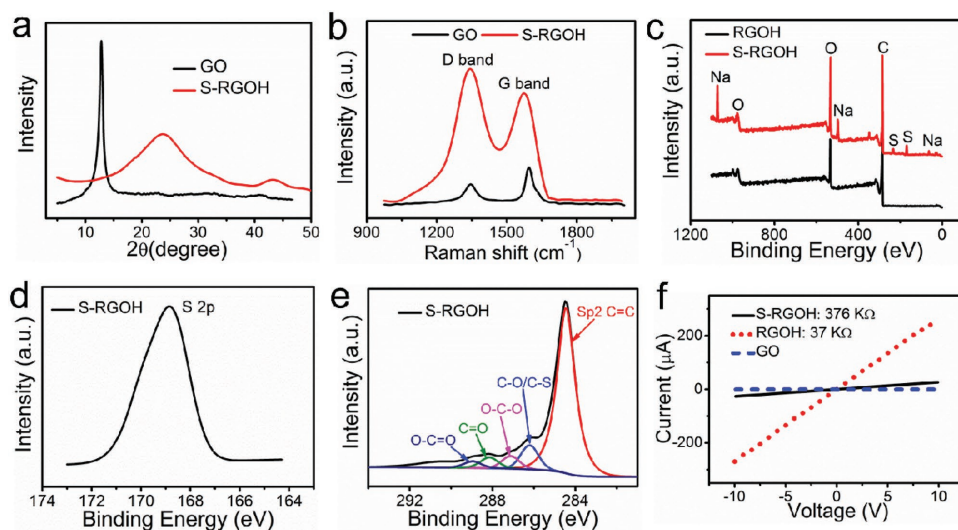 a
GO
S-RGOH
Intensity
10 20 30 40 50
2θ(degree)
b
GO S-RGOH
D band
G band
Intensity (a.u.)
900 1200 1500 1800
Raman shift (cm-1)
c
RGOH
S-RGOH
Na
O
O
Na
C
S
S
Na
Intensity (a.u.)
1200 800 400 0
Binding Energy (eV)
d
S-RGOH
S 2p
Intensity (a.u.)
174 172 170 168 166 164 162
Binding Energy (eV)
e
S-RGOH
Sp2 C=C
C-O/C-S
O-C-O
C=O
O-C=O
Intensity (a.u.)
292 288 284
Binding Energy (eV)
f
S-RGOH: 376 KΩ
RGOH: 37 KΩ
GO
Current (μA)
200
0
-200
-10 -5 0 5 10
Voltage (V)